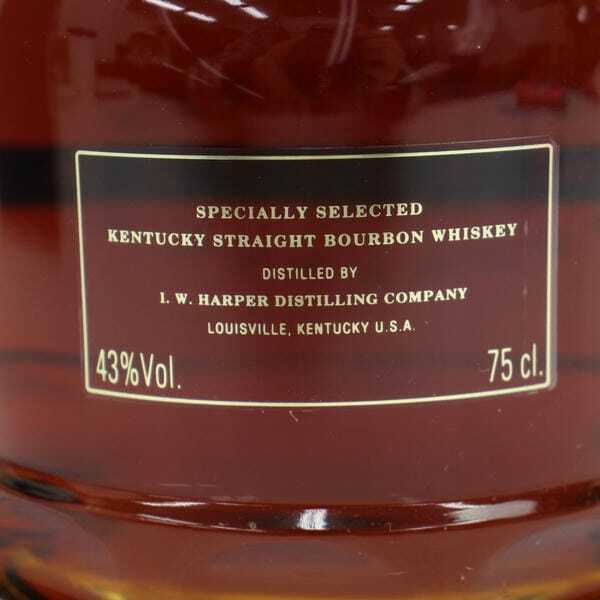 SPECIALLY SELECTED
KENTUCKY STRAIGHT BOURBON WHISKEY
DISTILLED BY
I. W. HARPER DISTILLING COMPANY
LOUISVILLE, KENTUCKY U.S.A.
43%Vol. 75 cl.